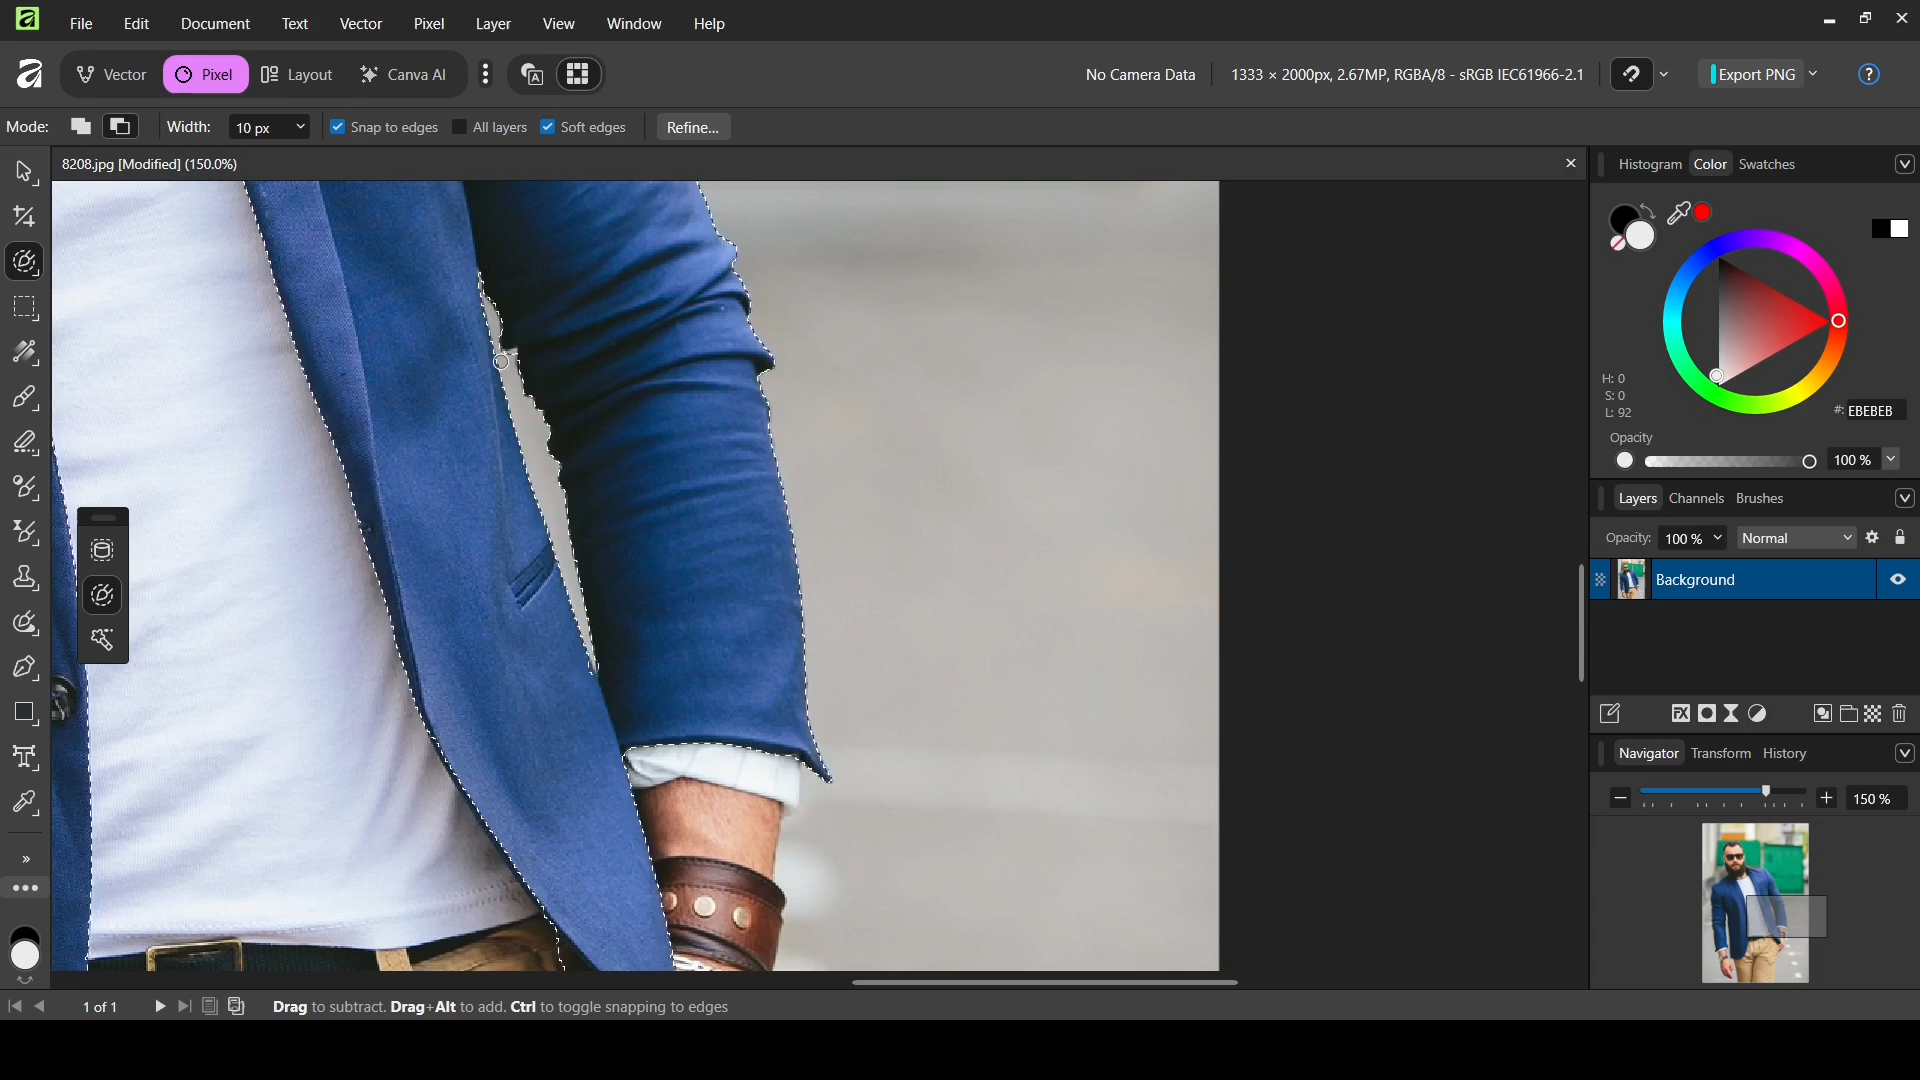 File Edit Document Text Vector Pixel Layer View Window Help
Vector Pixel Layout Canva AI No Camera Data 1333 × 2000px, 2.67MP, RGBA/8 - sRGB IEC61966-2.1 Export PNG ?
Mode: Width: 10 px Snap to edges All layers Soft edges Refine...
8208.jpg [Modified] (150.0%)
Histogram Color Swatches
H: 0
S: 0
L: 92
#: EBEBEB
Opacity
100 %
Layers Channels Brushes
Opacity: 100 % Normal
Background
FX
Navigator Transform History
150 %
1 of 1 Drag to subtract. Drag+Alt to add. Ctrl to toggle snapping to edges